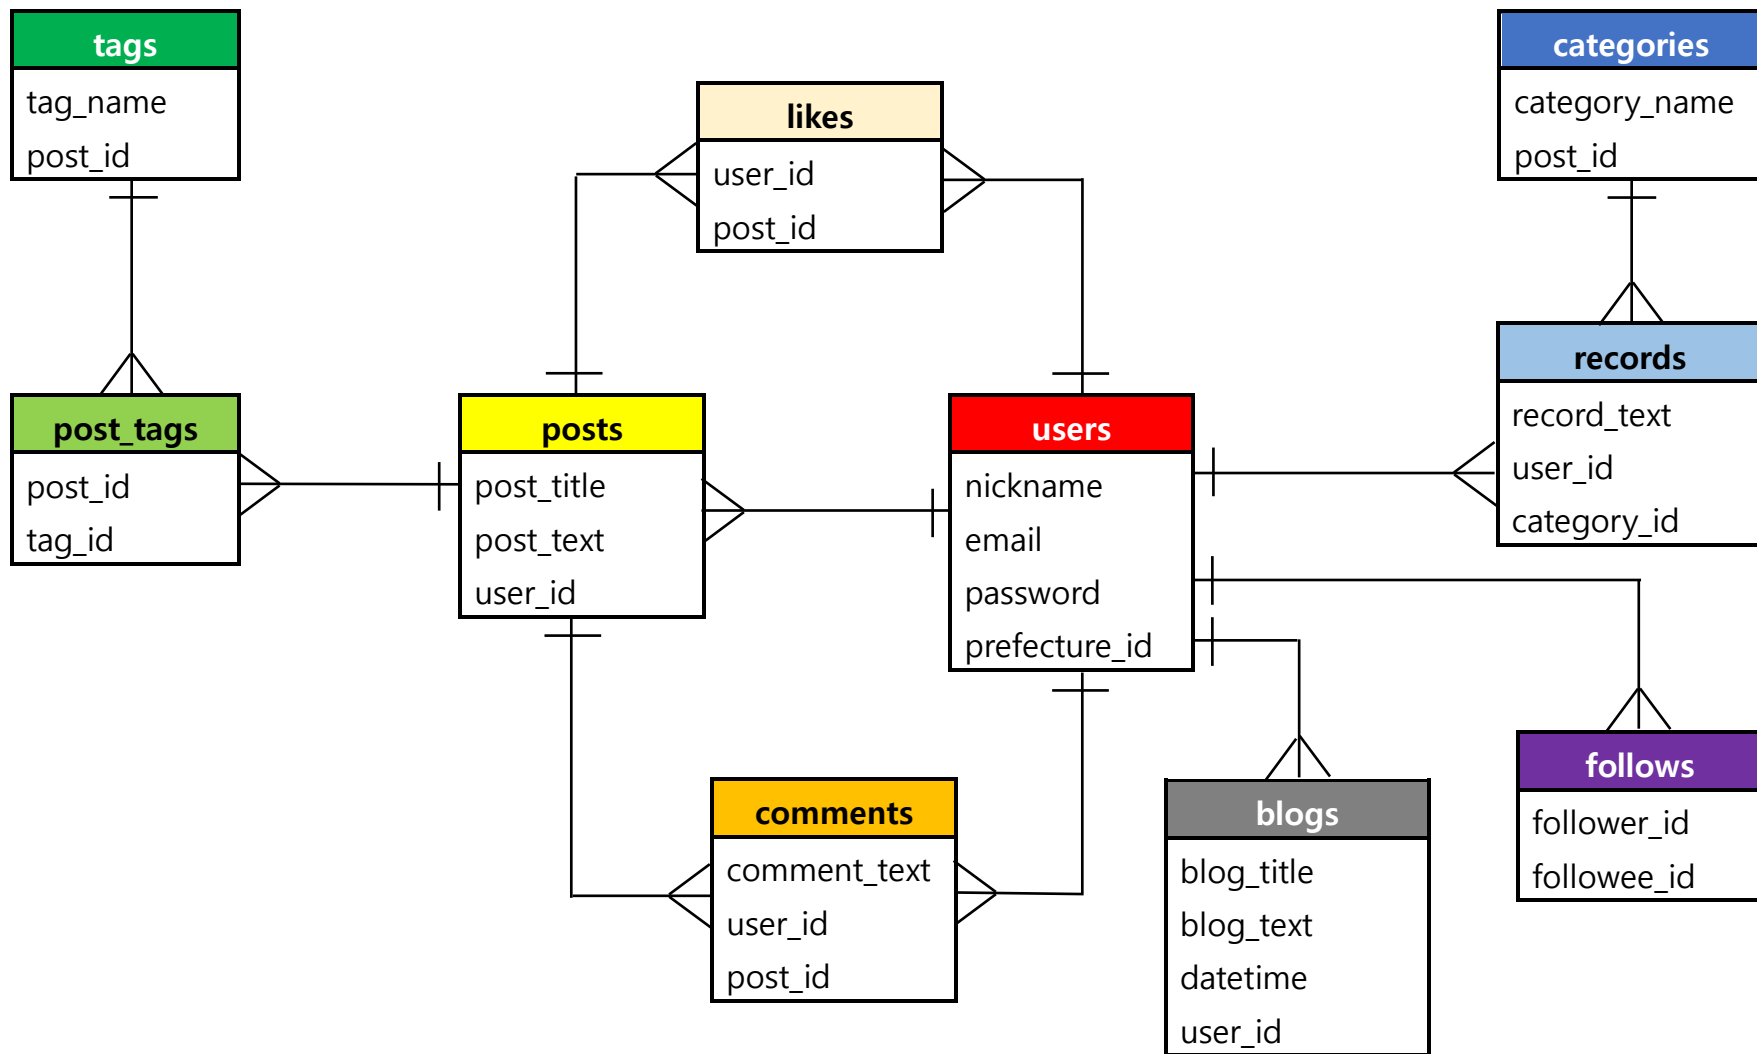 tags
tag_name
post_id
likes
user_id
post_id
categories
category_name
post_id
post_tags
post_id
tag_id
posts
post_title
post_text
user_id
users
nickname
email
password
prefecture_id
records
record_text
user_id
category_id
comments
comment_text
user_id
post_id
blogs
blog_title
blog_text
datetime
user_id
follows
follower_id
followee_id